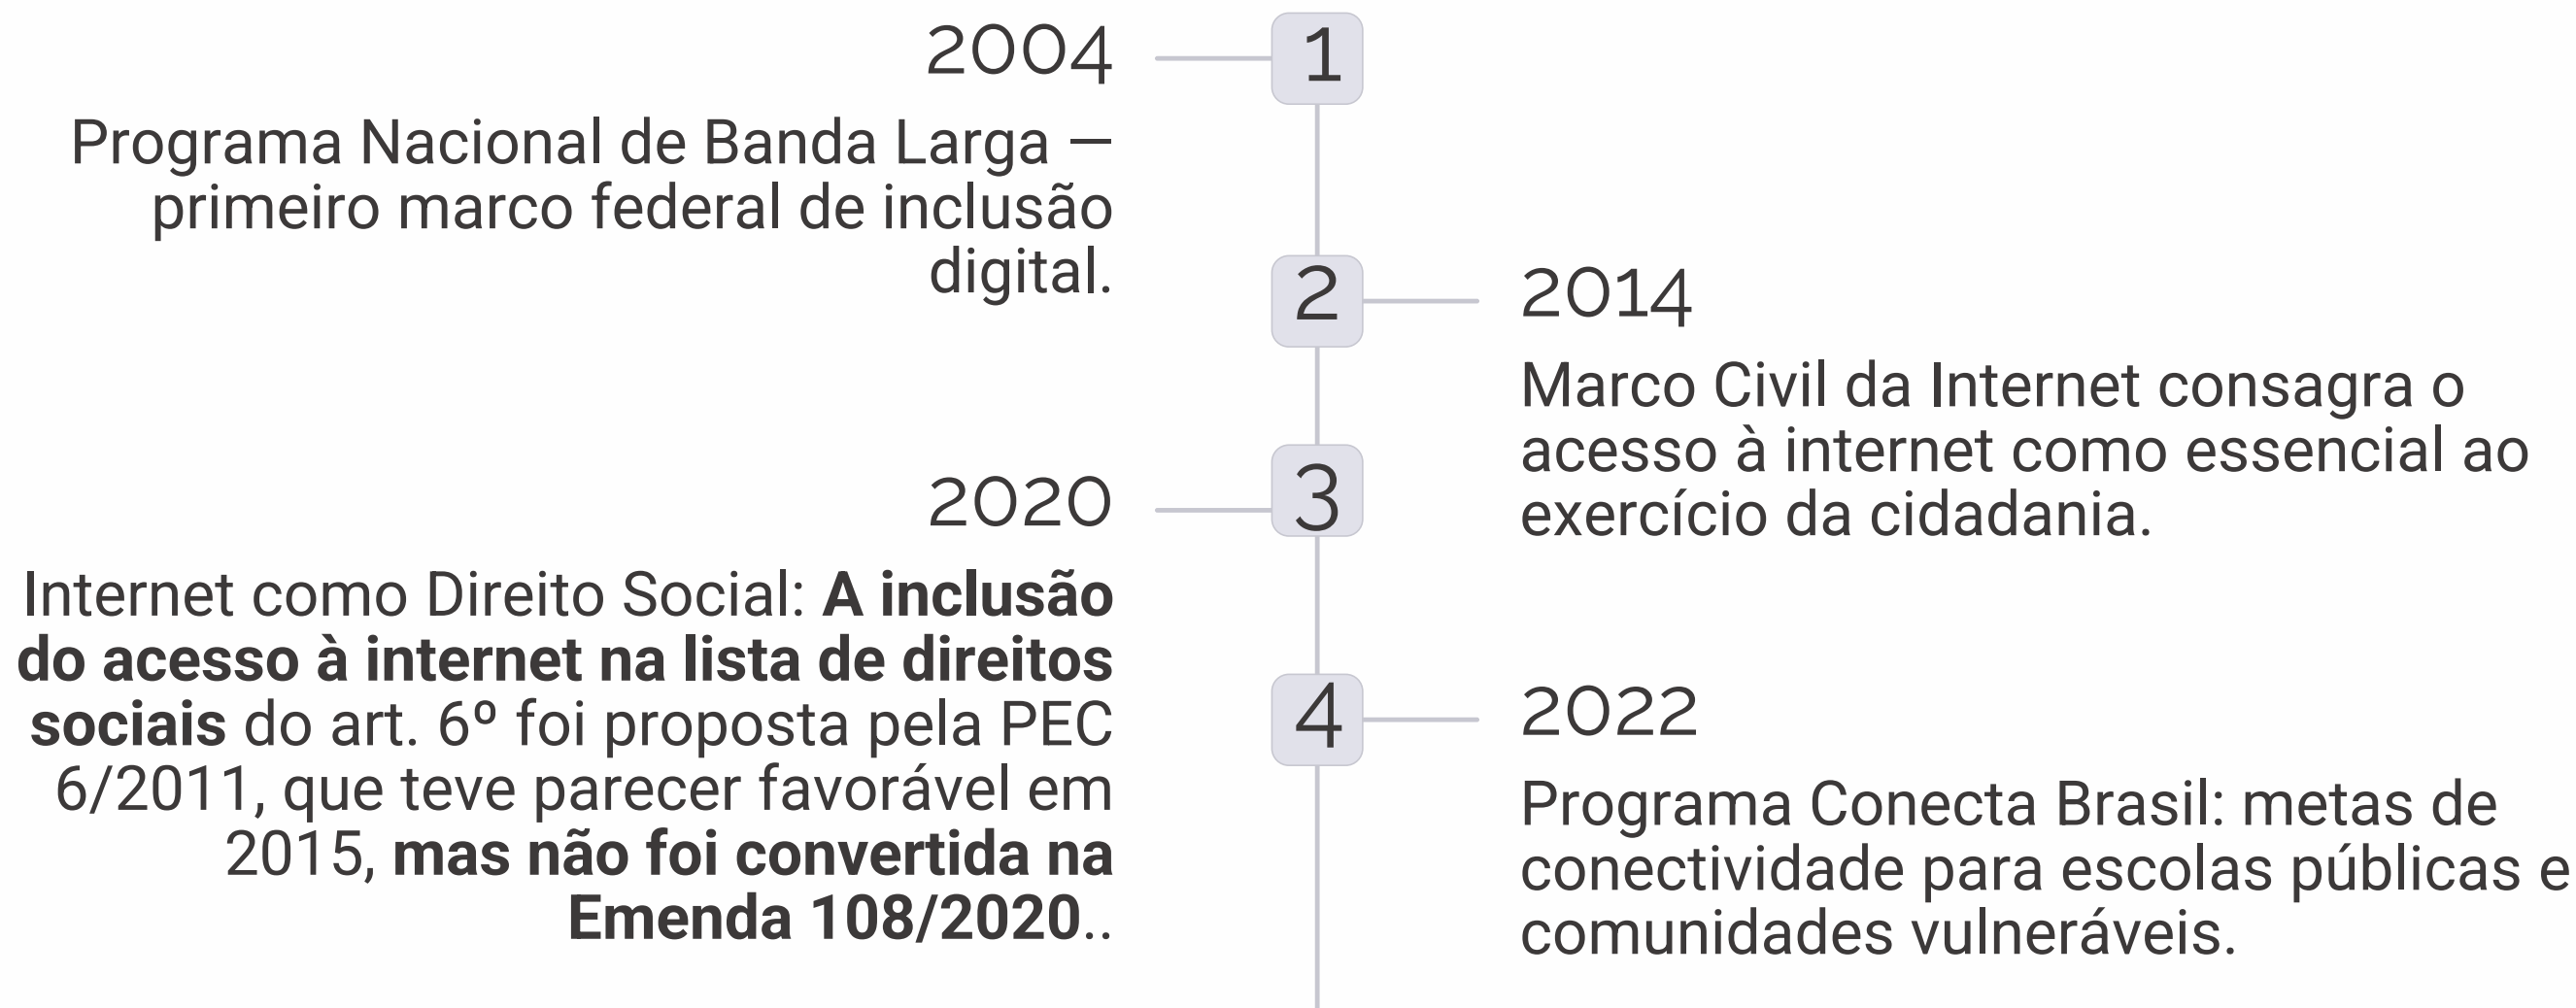 1
2004
Programa Nacional de Banda Larga —
primeiro marco federal de inclusão
digital.
2
2014
Marco Civil da Internet consagra o
acesso à internet como essencial ao
exercício da cidadania.
3
2020
Internet como Direito Social: A inclusão
do acesso à internet na lista de direitos
sociais do art. 6º foi proposta pela PEC
6/2011, que teve parecer favorável em
2015, mas não foi convertida na
Emenda 108/2020..
4
2022
Programa Conecta Brasil: metas de
conectividade para escolas públicas e
comunidades vulneráveis.